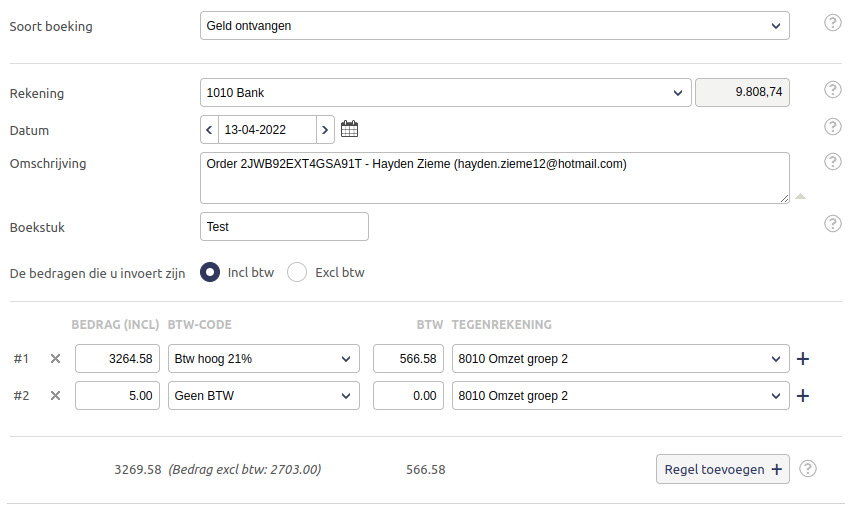 Soort boeking Geld ontvangen ?
Rekening 1010 Bank 9.808,74 ?
Datum 13-04-2022 ?
Omschrijving Order 2JWB92EXT4GSA91T - Hayden Zieme (hayden.zieme12@hotmail.com) ?
Boekstuk Test ?
De bedragen die u invoert zijn Incl btw Excl btw
BEDRAG (INCL) BTW-CODE BTW TEGENREKENING
#1 3264.58 Btw hoog 21% 566.58 8010 Omzet groep 2
#2 5.00 Geen BTW 0.00 8010 Omzet groep 2
3269.58 (Bedrag excl btw: 2703.00) 566.58 Regel toevoegen + ?